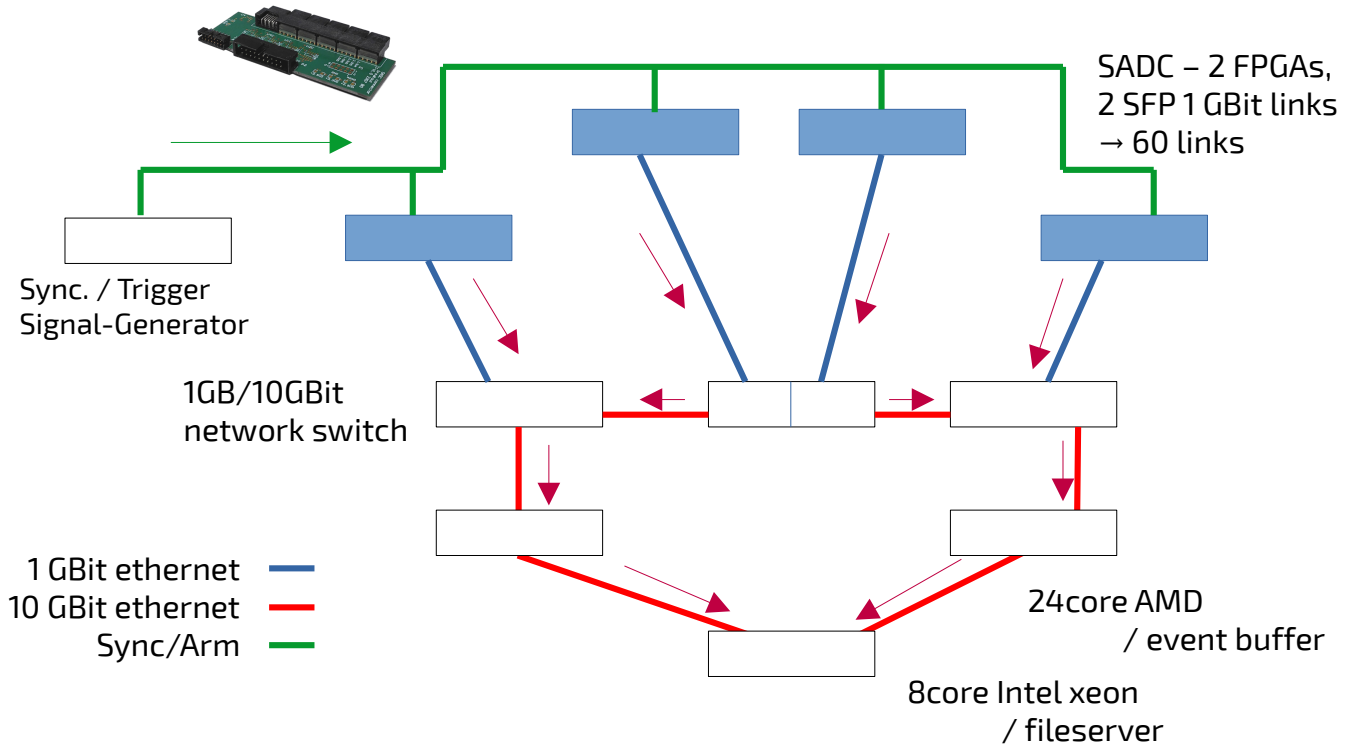 SADC – 2 FPGAs,
2 SFP 1 GBit links
→ 60 links
Sync. / Trigger
Signal-Generator
1GB/10GBit
network switch
1 GBit ethernet
10 GBit ethernet
Sync/Arm
24core AMD
/ event buffer
8core Intel xeon
/ fileserver